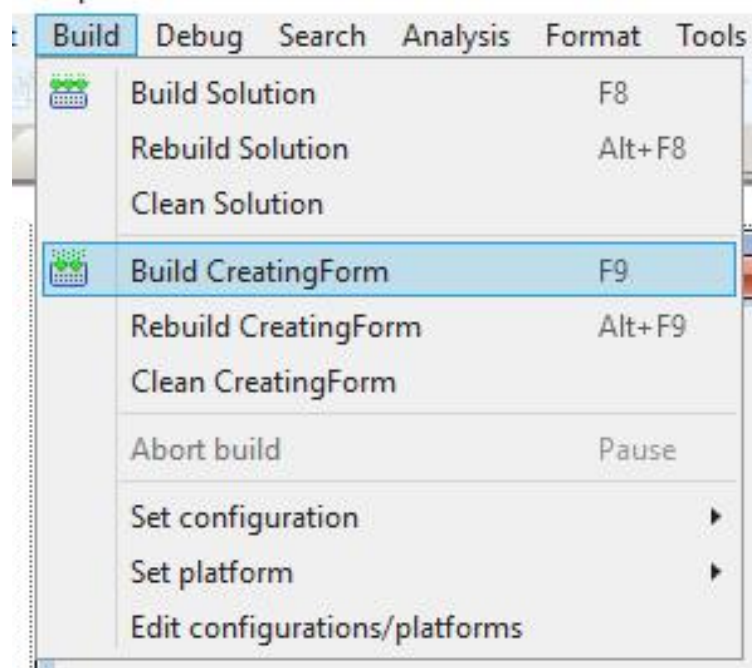 Build Debug Search Analysis Format Tools
Build Solution F8
Rebuild Solution Alt+F8
Clean Solution
Build CreatingForm F9
Rebuild CreatingForm Alt+F9
Clean CreatingForm
Abort build Pause
Set configuration
Set platform
Edit configurations/platforms